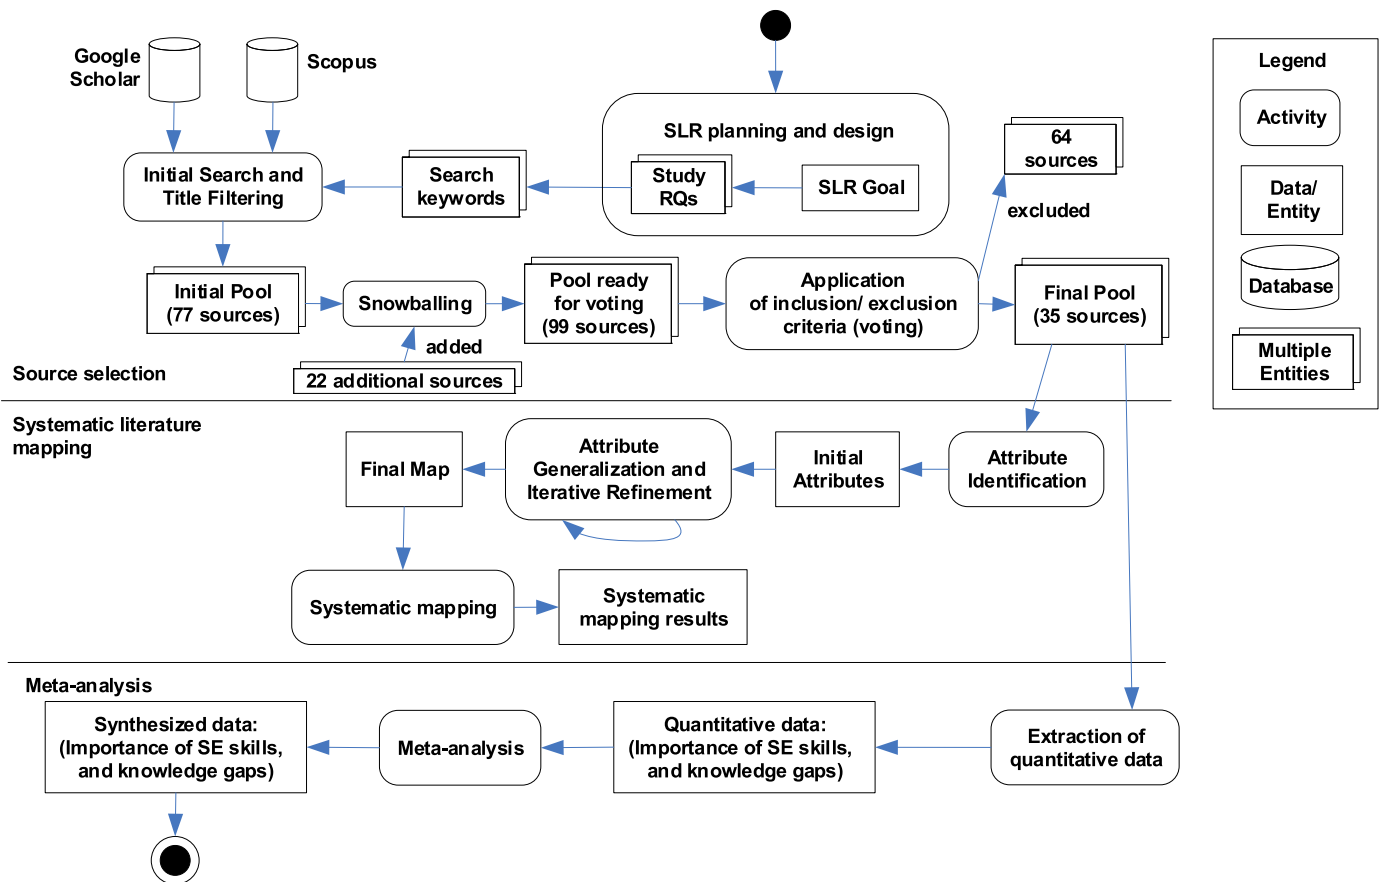 Google
Scholar
Scopus
SLR planning and design
Study
RQs
SLR Goal
Search
keywords
Initial Search and
Title Filtering
64
sources
excluded
Initial Pool
(77 sources)
Snowballing
added
22 additional sources
Pool ready
for voting
(99 sources)
Application
of inclusion/ exclusion
criteria (voting)
Final Pool
(35 sources)
Source selection
Legend
Activity
Data/
Entity
Database
Multiple
Entities
Systematic literature
mapping
Final Map
Attribute
Generalization and
Iterative Refinement
Initial
Attributes
Attribute
Identification
Systematic mapping
Systematic
mapping results
Meta-analysis
Synthesized data:
(Importance of SE skills,
and knowledge gaps)
Meta-analysis
Quantitative data:
(Importance of SE skills,
and knowledge gaps)
Extraction of
quantitative data